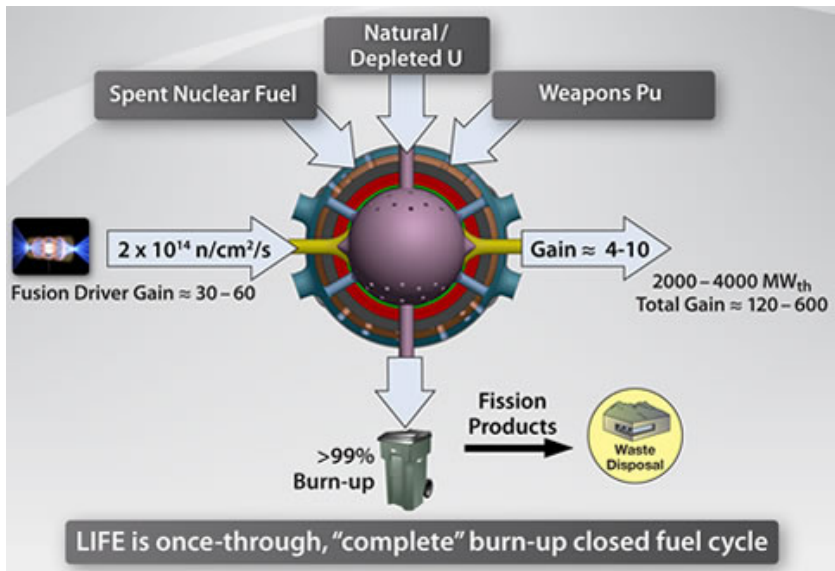 Natural/
Depleted U
Spent Nuclear Fuel
Weapons Pu
2 x 10¹⁴ n/cm²/s
Gain ≈ 4-10
Fusion Driver Gain ≈ 30 – 60
2000 – 4000 MWth
Total Gain ≈ 120 – 600
>99%
Burn-up
Fission
Products
Waste
Disposal
LIFE is once-through, “complete” burn-up closed fuel cycle